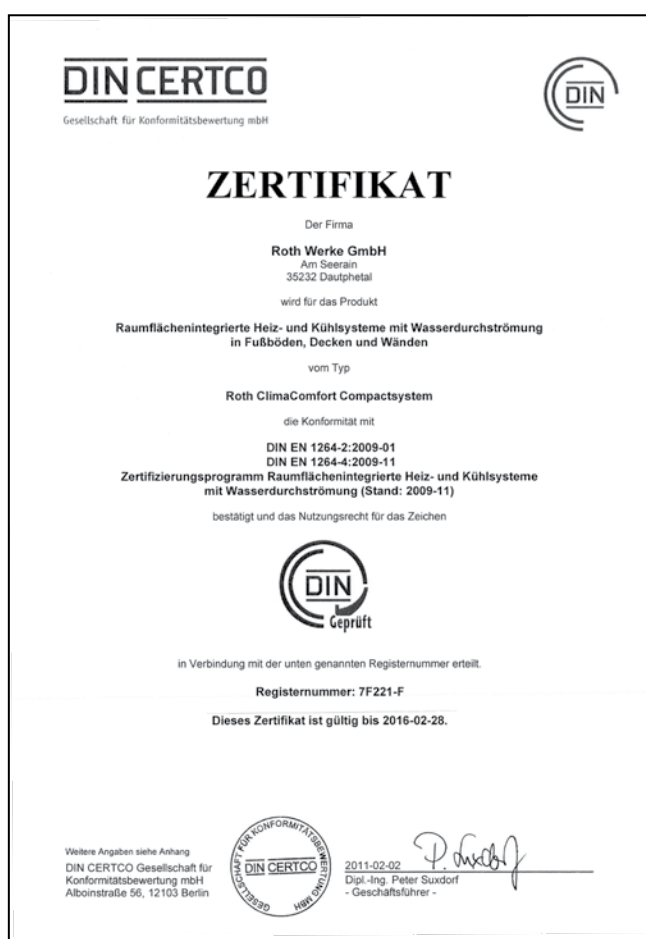 DIN CERTCO
Gesellschaft für Konformitätsbewertung mbH
DIN
ZERTIFIKAT
Der Firma
Roth Werke GmbH
Am Seerain
35232 Dautphetal
wird für das Produkt
Raumflächenintegrierte Heiz- und Kühlsysteme mit Wasserdurchströmung
in Fußböden, Decken und Wänden
vom Typ
Roth ClimaComfort Compactsystem
die Konformität mit
DIN EN 1264-2:2009-01
DIN EN 1264-4:2009-11
Zertifizierungsprogramm Raumflächenintegrierte Heiz- und Kühlsysteme
mit Wasserdurchströmung (Stand: 2009-11)
bestätigt und das Nutzungsrecht für das Zeichen
DIN
Geprüft
in Verbindung mit der unten genannten Registernummer erteilt.
Registernummer: 7F221-F
Dieses Zertifikat ist gültig bis 2016-02-28.
Weitere Angaben siehe Anhang
DIN CERTCO Gesellschaft für
Konformitätsbewertung mbH
Alboinstraße 56, 12103 Berlin
GESELLSCHAFT FÜR KONFORMITÄTSBEWERTUNG MBH
DIN CERTCO
P. Suxdorf
2011-02-02
Dipl.-Ing. Peter Suxdorf
- Geschäftsführer -